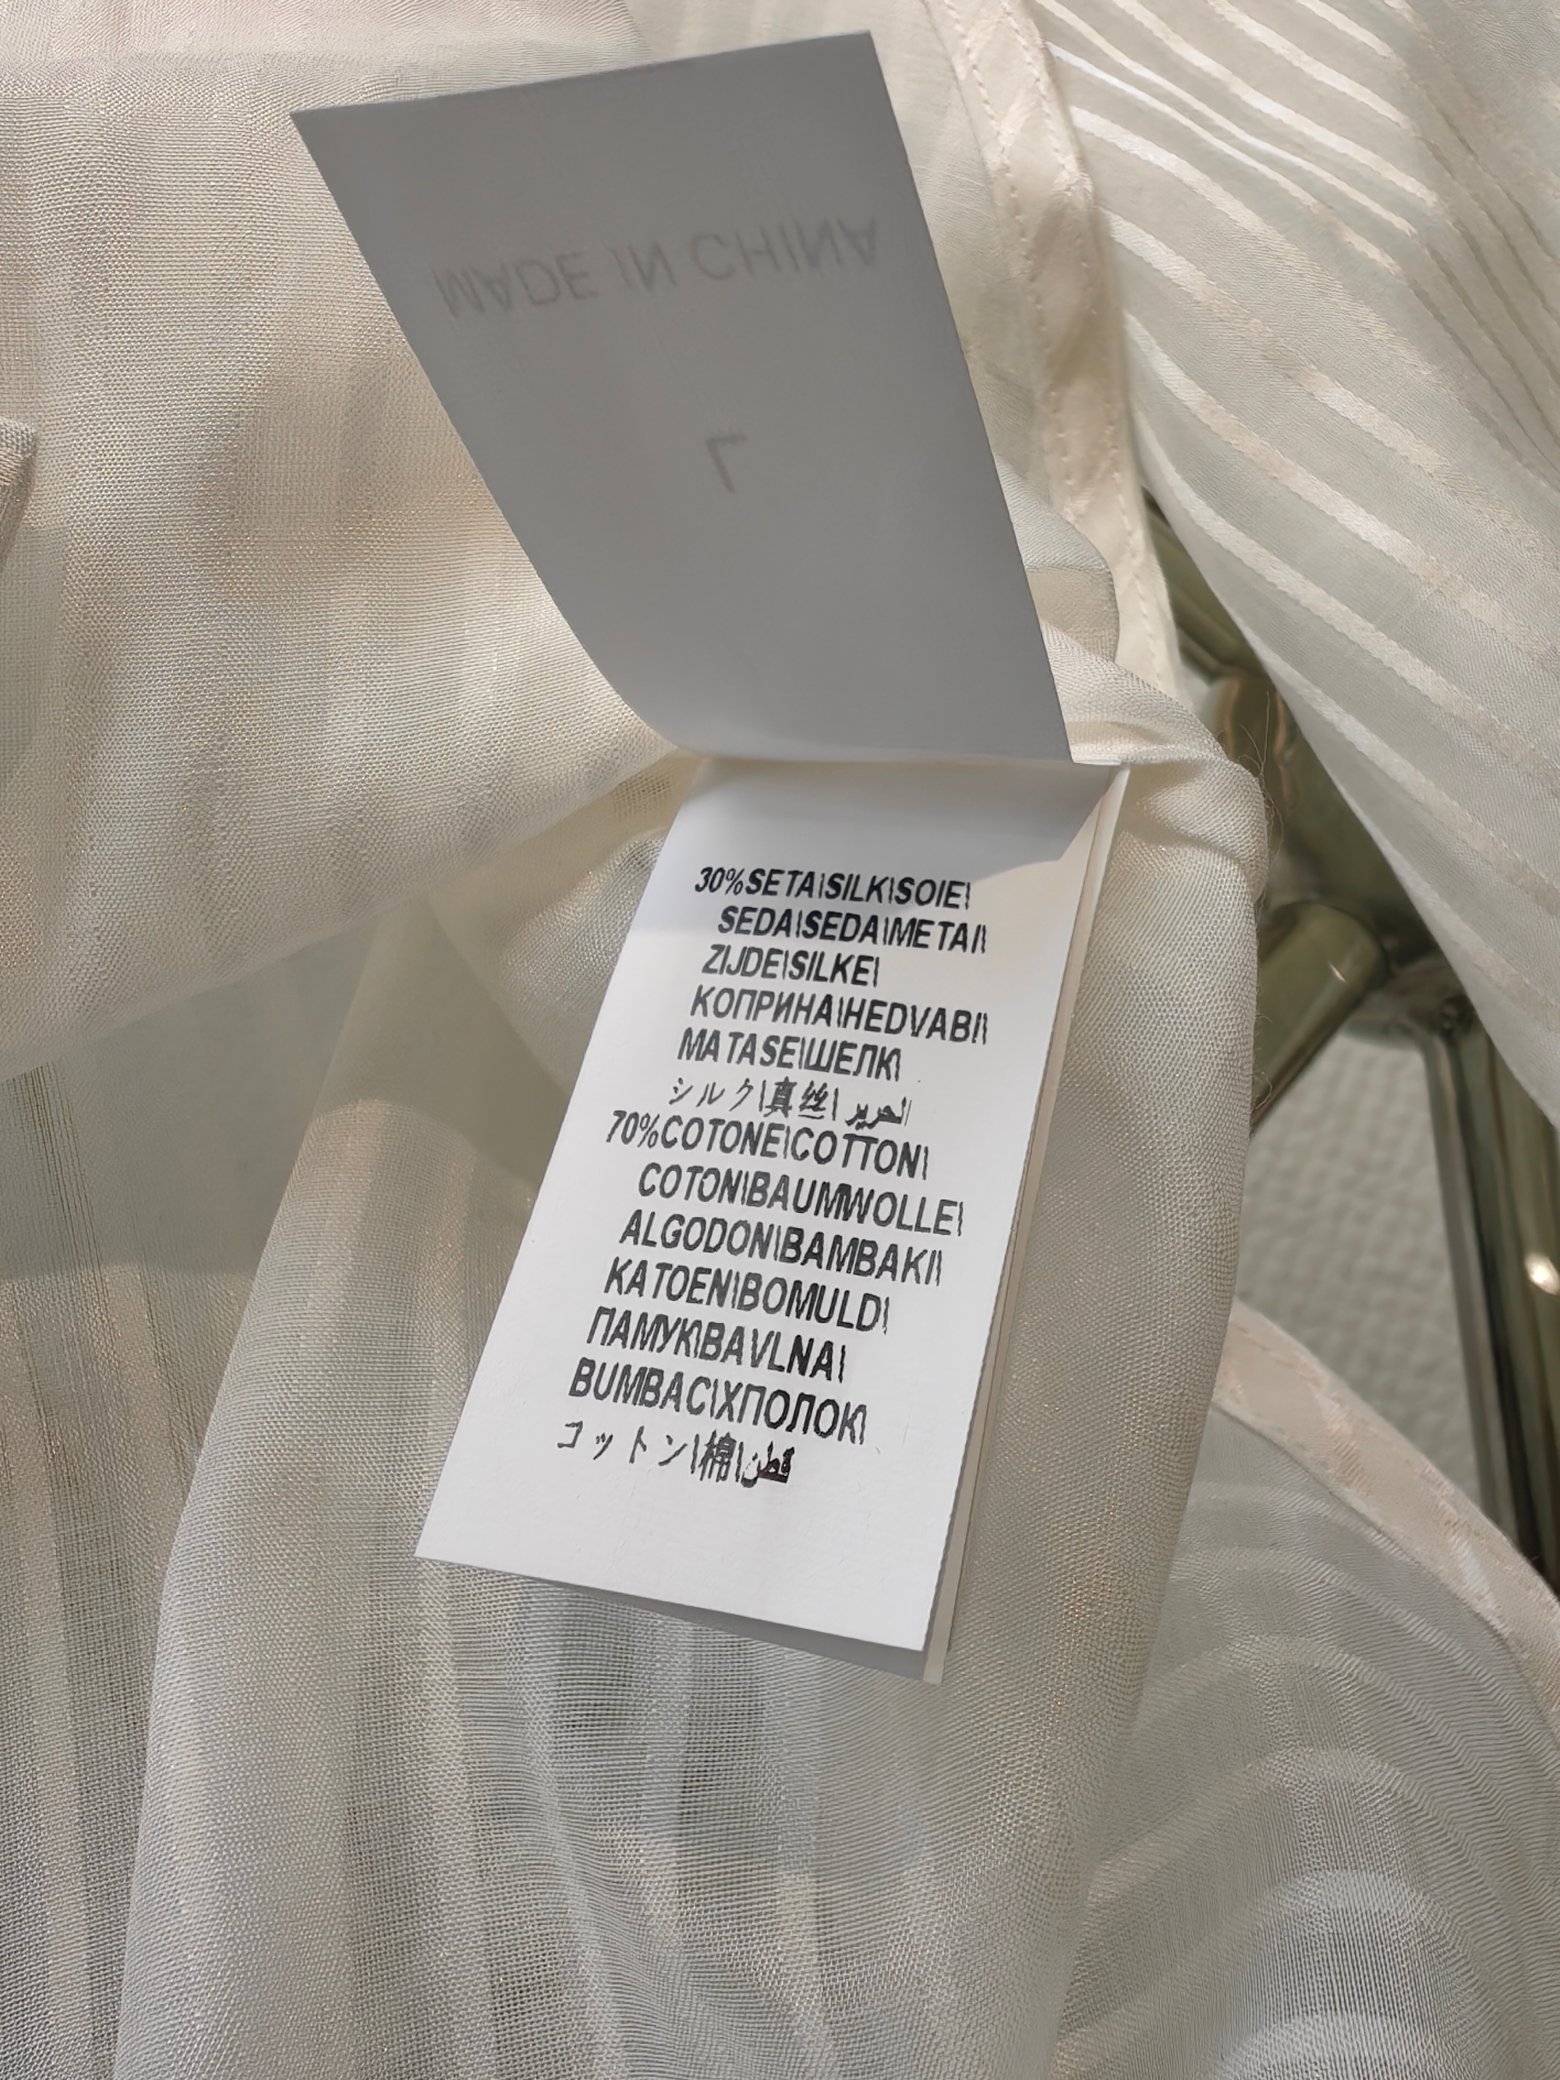 MADE IN CHINA
L
30%SETA\SILK\SOIE\
SEDA\SEDA\METAI\
ZIJDE\SILKE\
КОПРИНА\HEDVABI\
MATASE\ШЕЛК\
シルク\真丝\الحرير\
70%COTONE\COTTON\
COTON\BAUMWOLLE\
ALGODON\BAMBAKI\
KATOEN\BOMULD\
ПАМУК\BAVLNA\
BUMBAC\ХПОЛОК\
コットン\棉\قطن